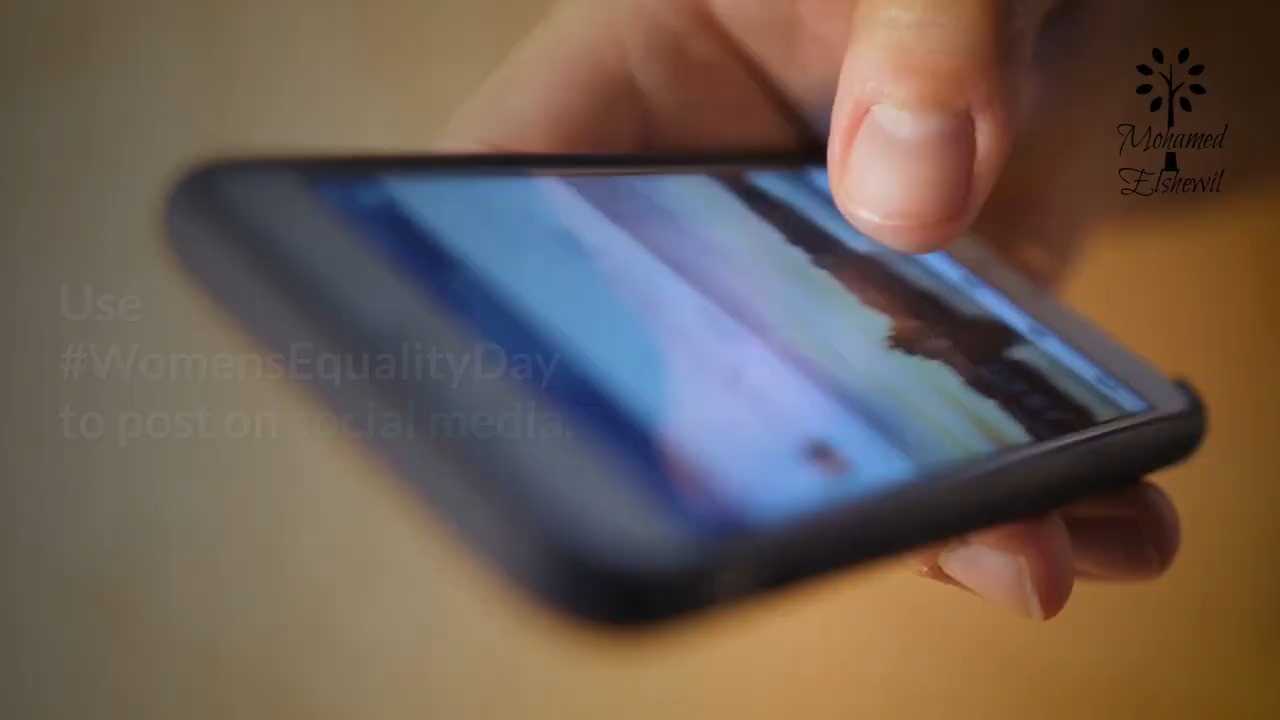 Mohamed
Elshewil
Use
#WomensEqualityDay
to post on social media.